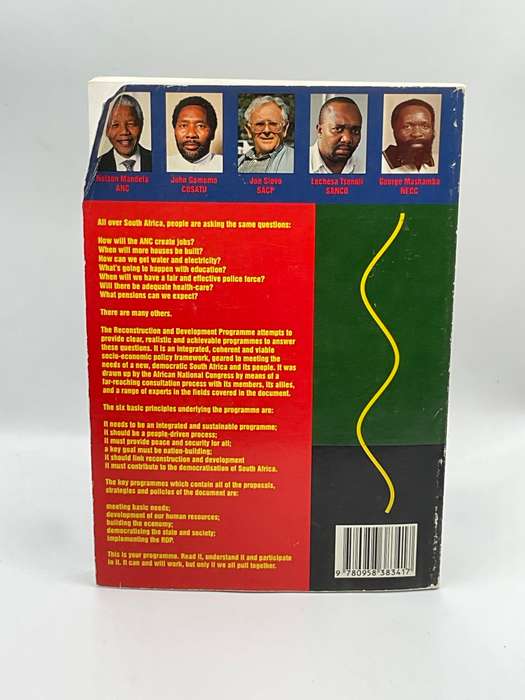 Nelson Mandela
ANC
John Gomomo
COSATU
Joe Slovo
SACP
Lechesa Tsenoli
SANCO
George Mashamba
NECC
All over South Africa, people are asking the same questions:
How will the ANC create jobs?
When will more houses be built?
How can we get water and electricity?
What's going to happen with education?
When will we have a fair and effective police force?
Will there be adequate health-care?
What pensions can we expect?
There are many others.
The Reconstruction and Development Programme attempts to
provide clear, realistic and achievable programmes to answer
these questions. It is an integrated, coherent and viable
socio-economic policy framework, geared to meeting the
needs of a new, democratic South Africa and its people. It was
drawn up by the African National Congress by means of a
far-reaching consultation process with its members, its allies,
and a range of experts in the fields covered in the document.
The six basic principles underlying the programme are:
it needs to be an integrated and sustainable programme;
it should be a people-driven process;
it must provide peace and security for all;
a key goal must be nation-building;
it should link reconstruction and development
it must contribute to the democratisation of South Africa.
The key programmes which contain all of the proposals,
strategies and policies of the document are:
meeting basic needs;
development of our human resources;
building the economy;
democratising the state and society;
implementing the RDP.
This is your programme. Read it, understand it and participate
in it. It can and will work, but only if we all pull together.
9 780958 383417